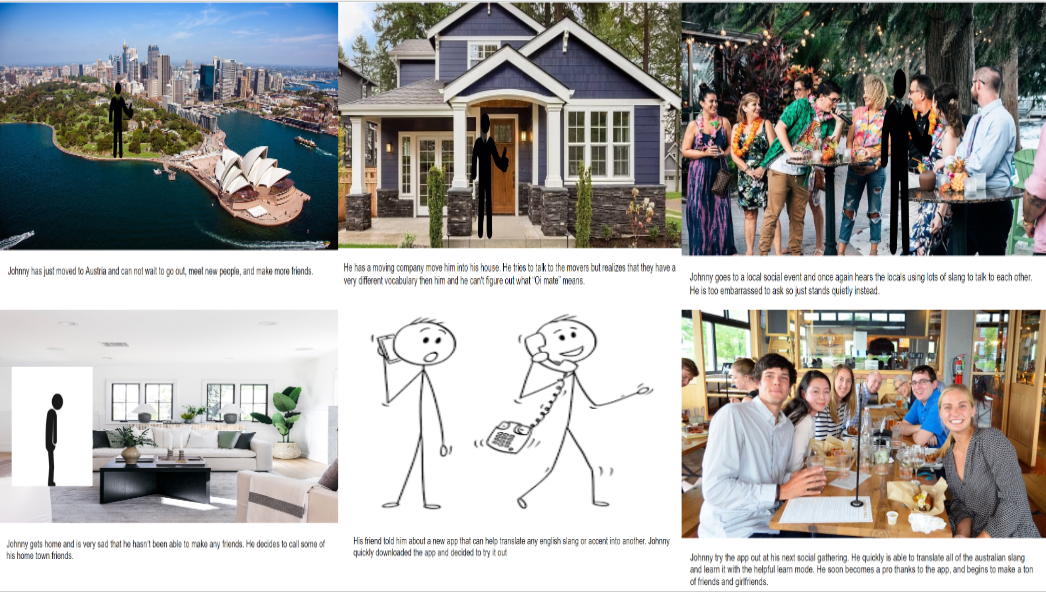 Johnny has just moved to Austria and can not wait to go out, meet new people, and make more friends.
He has a moving company move him into his house. He tries to talk to the movers but realizes that they have a
very different vocabulary then him and he can't figure out what "Oi mate" means.
Johnny goes to a local social event and once again hears the locals using lots of slang to talk to each other.
He is too embarrassed to ask so just stands quietly instead.
Johnny gets home and is very sad that he hasn't been able to make any friends. He decides to call some of
his home town friends.
His friend told him about a new app that can help translate any english slang or accent into another. Johnny
quickly downloaded the app and decided to try it out
Johnny try the app out at his next social gathering. He quickly is able to translate all of the australian slang
and learn it with the helpful learn mode. He soon becomes a pro thanks to the app, and begins to make a ton
of friends and girlfriends.